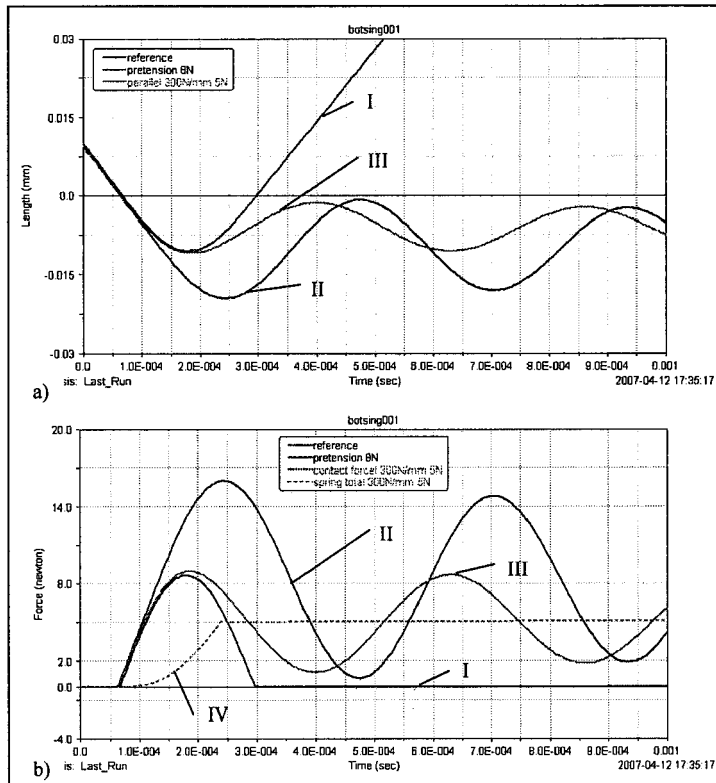 botsing001
0.03
reference
pretension 8N
parallel 300N/mm 5N
I
0.015
III
Length (mm)
0.0
-0.015
II
-0.03
0.0 1.0E-004 2.0E-004 3.0E-004 4.0E-004 5.0E-004 6.0E-004 7.0E-004 8.0E-004 9.0E-004 0.001
a) sis: Last_Run Time (sec) 2007-04-12 17:35:17
botsing001
20.0
reference
pretension 8N
contact forcel 300N/mm 5N
spring total 300N/mm 5N
14.0
II
III
Force (newton)
8.0
2.0
I
0.0
IV
-4.0
0.0 1.0E-004 2.0E-004 3.0E-004 4.0E-004 5.0E-004 6.0E-004 7.0E-004 8.0E-004 9.0E-004 0.001
b) is: Last_Run Time (sec) 2007-04-12 17:35:17